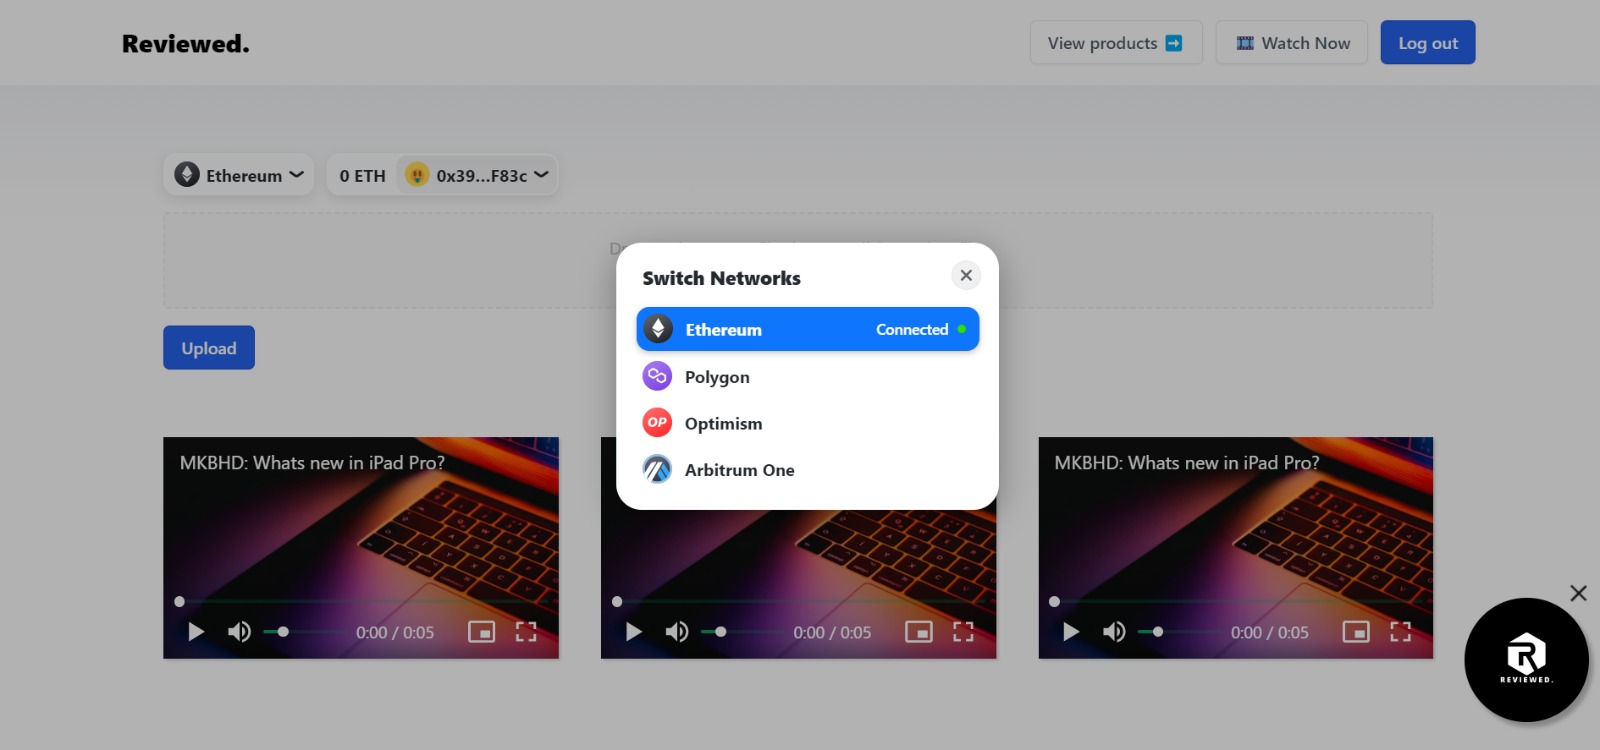 Reviewed.
View products ➡️
🎞️ Watch Now
Log out
Ethereum
0 ETH
0x39...F83c
Switch Networks
Ethereum
Connected
Polygon
OP
Optimism
Arbitrum One
Upload
MKBHD: Whats new in iPad Pro?
MKBHD: Whats new in iPad Pro?
0:00 / 0:05
0:00 / 0:05
0:00 / 0:05
R
REVIEWED.